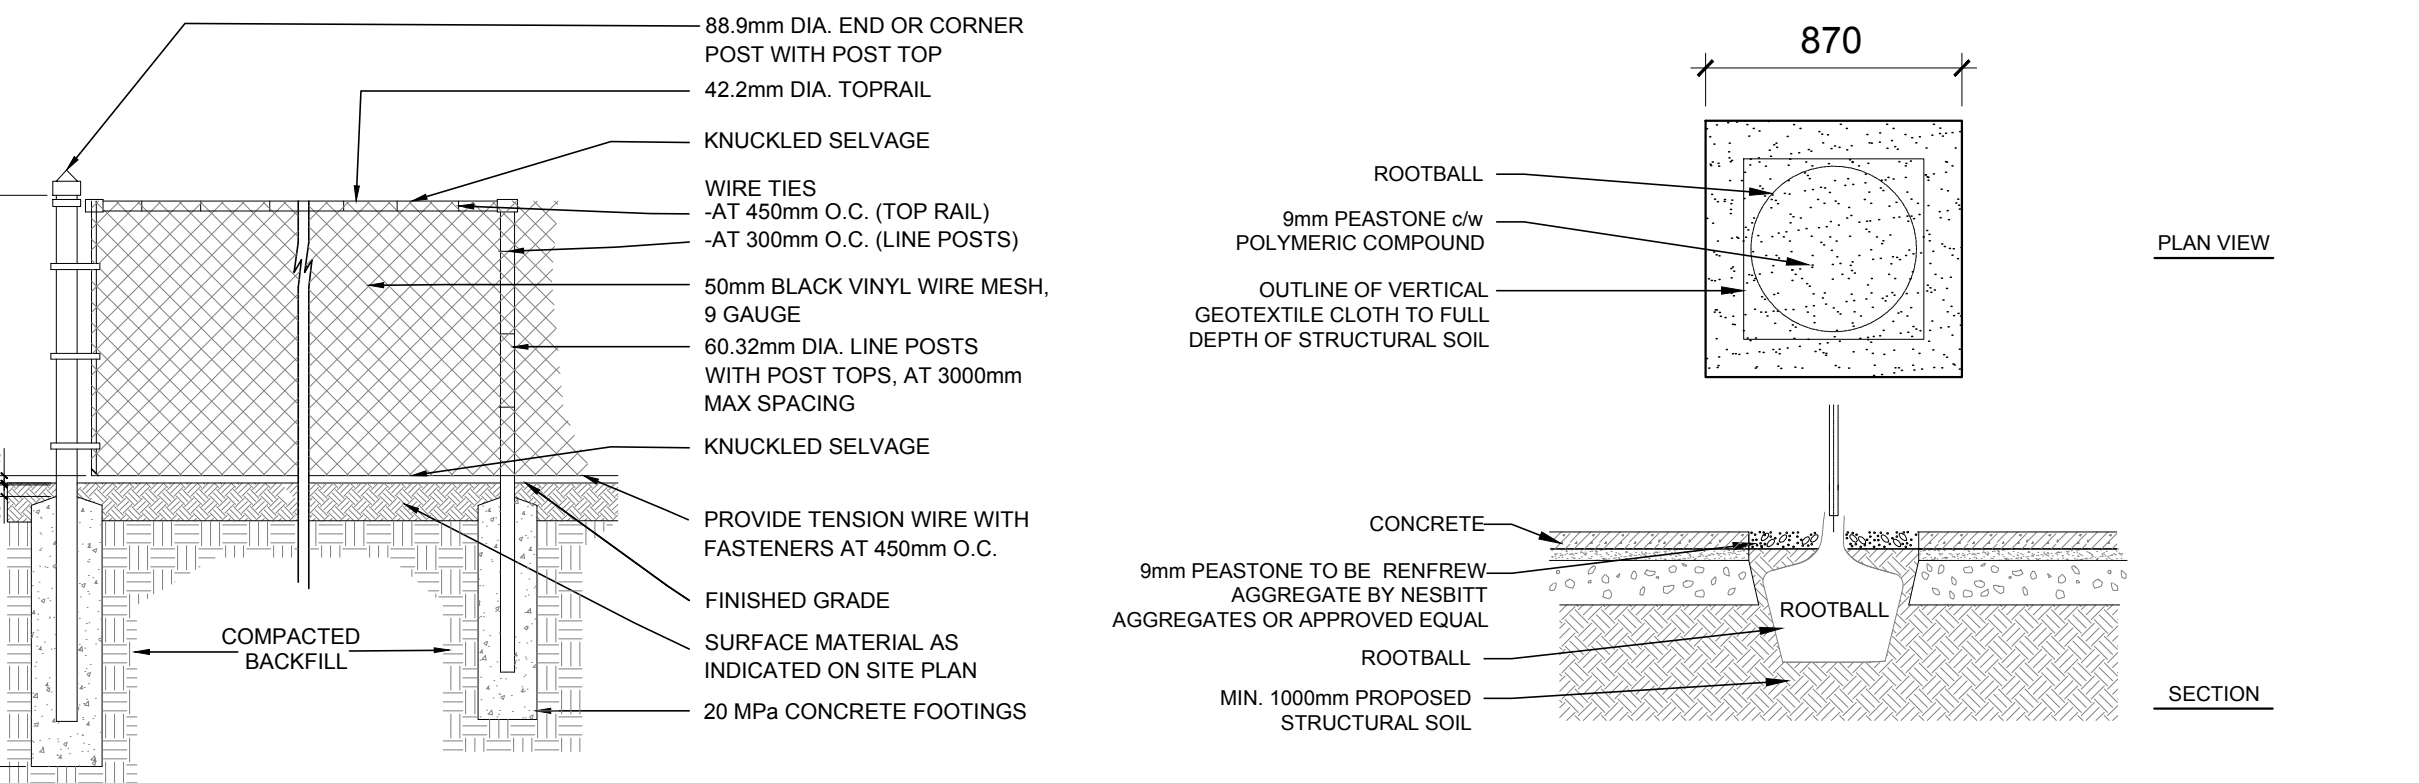 88.9mm DIA. END OR CORNER
POST WITH POST TOP
42.2mm DIA. TOPRAIL
KNUCKLED SELVAGE
WIRE TIES
-AT 450mm O.C. (TOP RAIL)
-AT 300mm O.C. (LINE POSTS)
50mm BLACK VINYL WIRE MESH,
9 GAUGE
60.32mm DIA. LINE POSTS
WITH POST TOPS, AT 3000mm
MAX SPACING
KNUCKLED SELVAGE
PROVIDE TENSION WIRE WITH
FASTENERS AT 450mm O.C.
FINISHED GRADE
SURFACE MATERIAL AS
INDICATED ON SITE PLAN
20 MPa CONCRETE FOOTINGS
COMPACTED
BACKFILL
870
ROOTBALL
9mm PEASTONE c/w
POLYMERIC COMPOUND
OUTLINE OF VERTICAL
GEOTEXTILE CLOTH TO FULL
DEPTH OF STRUCTURAL SOIL
PLAN VIEW
CONCRETE
9mm PEASTONE TO BE RENFREW
AGGREGATE BY NESBITT
AGGREGATES OR APPROVED EQUAL
ROOTBALL
ROOTBALL
MIN. 1000mm PROPOSED
STRUCTURAL SOIL
SECTION